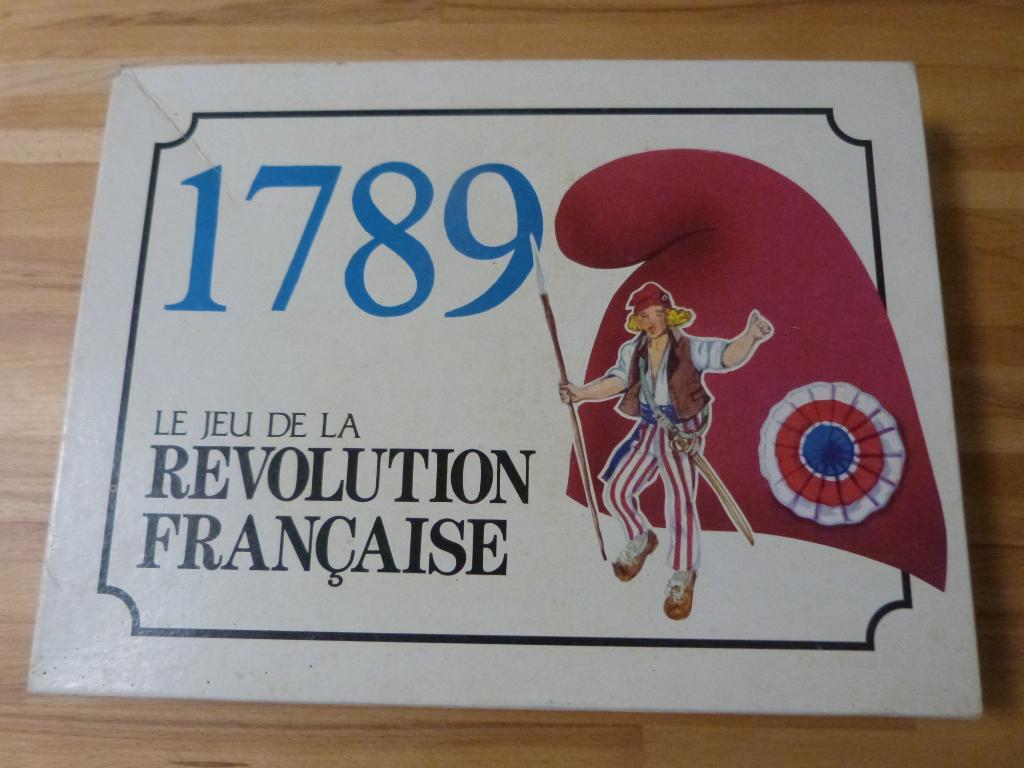 1789
LE JEU DE LA
REVOLUTION
FRANÇAISE